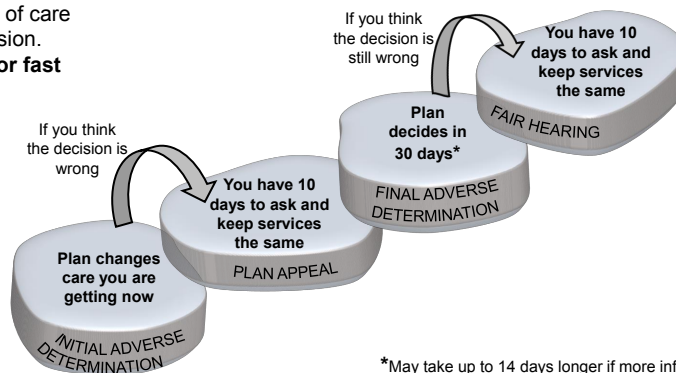 of care
sion.
or fast
If you think
the decision is
wrong
Plan changes
care you are
getting now
INITIAL ADVERSE
DETERMINATION
You have 10
days to ask and
keep services
the same
PLAN APPEAL
If you think
the decision is
still wrong
Plan
decides in
30 days*
FINAL ADVERSE
DETERMINATION
You have 10
days to ask and
keep services
the same
FAIR HEARING
*May take up to 14 days longer if more inf